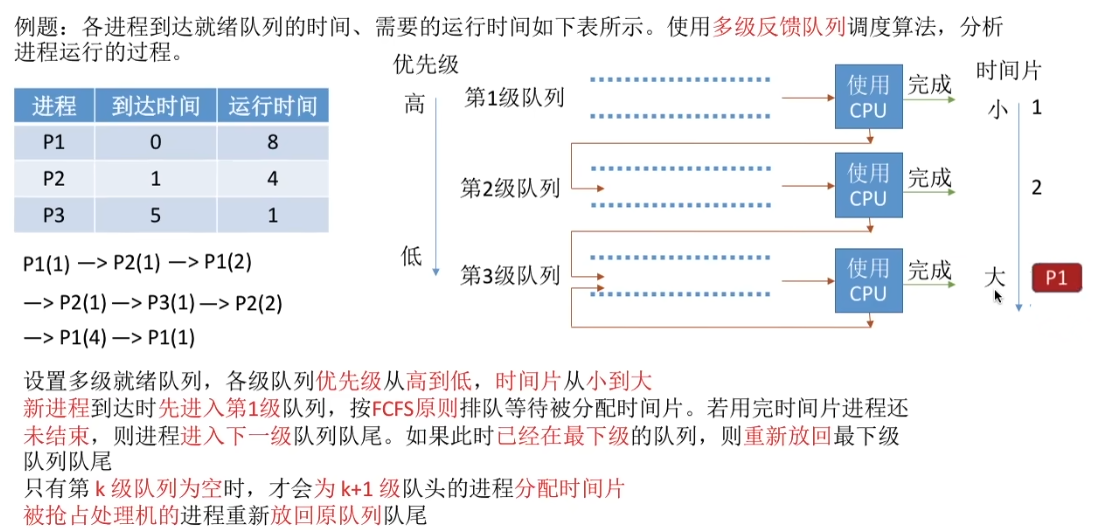 例题：各进程到达就绪队列的时间、需要的运行时间如下表所示。使用多级反馈队列调度算法，分析
进程运行的过程。
进程 到达时间 运行时间
P1 0 8
P2 1 4
P3 5 1
P1(1) —> P2(1) —> P1(2)
—> P2(1) —> P3(1) —> P2(2)
—> P1(4) —> P1(1)
优先级
高
低
第1级队列
使用
CPU
完成
第2级队列
使用
CPU
完成
第3级队列
使用
CPU
完成
时间片
小 1
2
大 P1
设置多级就绪队列，各级队列优先级从高到低，时间片从小到大
新进程到达时先进入第1级队列，按FCFS原则排队等待被分配时间片。若用完时间片进程还
未结束，则进程进入下一级队列队尾。如果此时已经在最下级的队列，则重新放回最下级
队列队尾
只有第 k 级队列为空时，才会为 k+1 级队头的进程分配时间片
被抢占处理机的进程重新放回原队列队尾